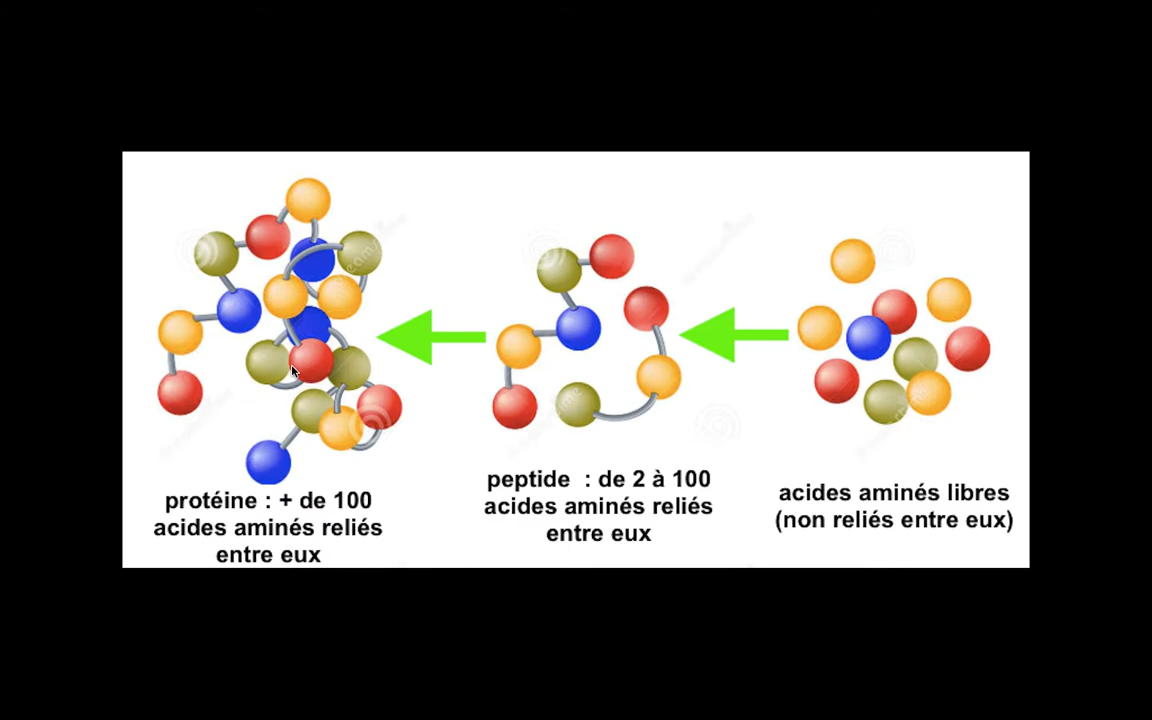 protéine : + de 100
acides aminés reliés
entre eux
peptide  : de 2 à 100
acides aminés reliés
entre eux
acides aminés libres
(non reliés entre eux)